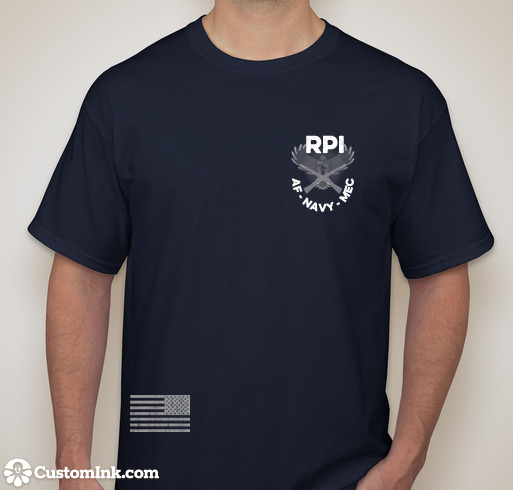 RPI
AF - NAVY - MEC
CustomInk.com